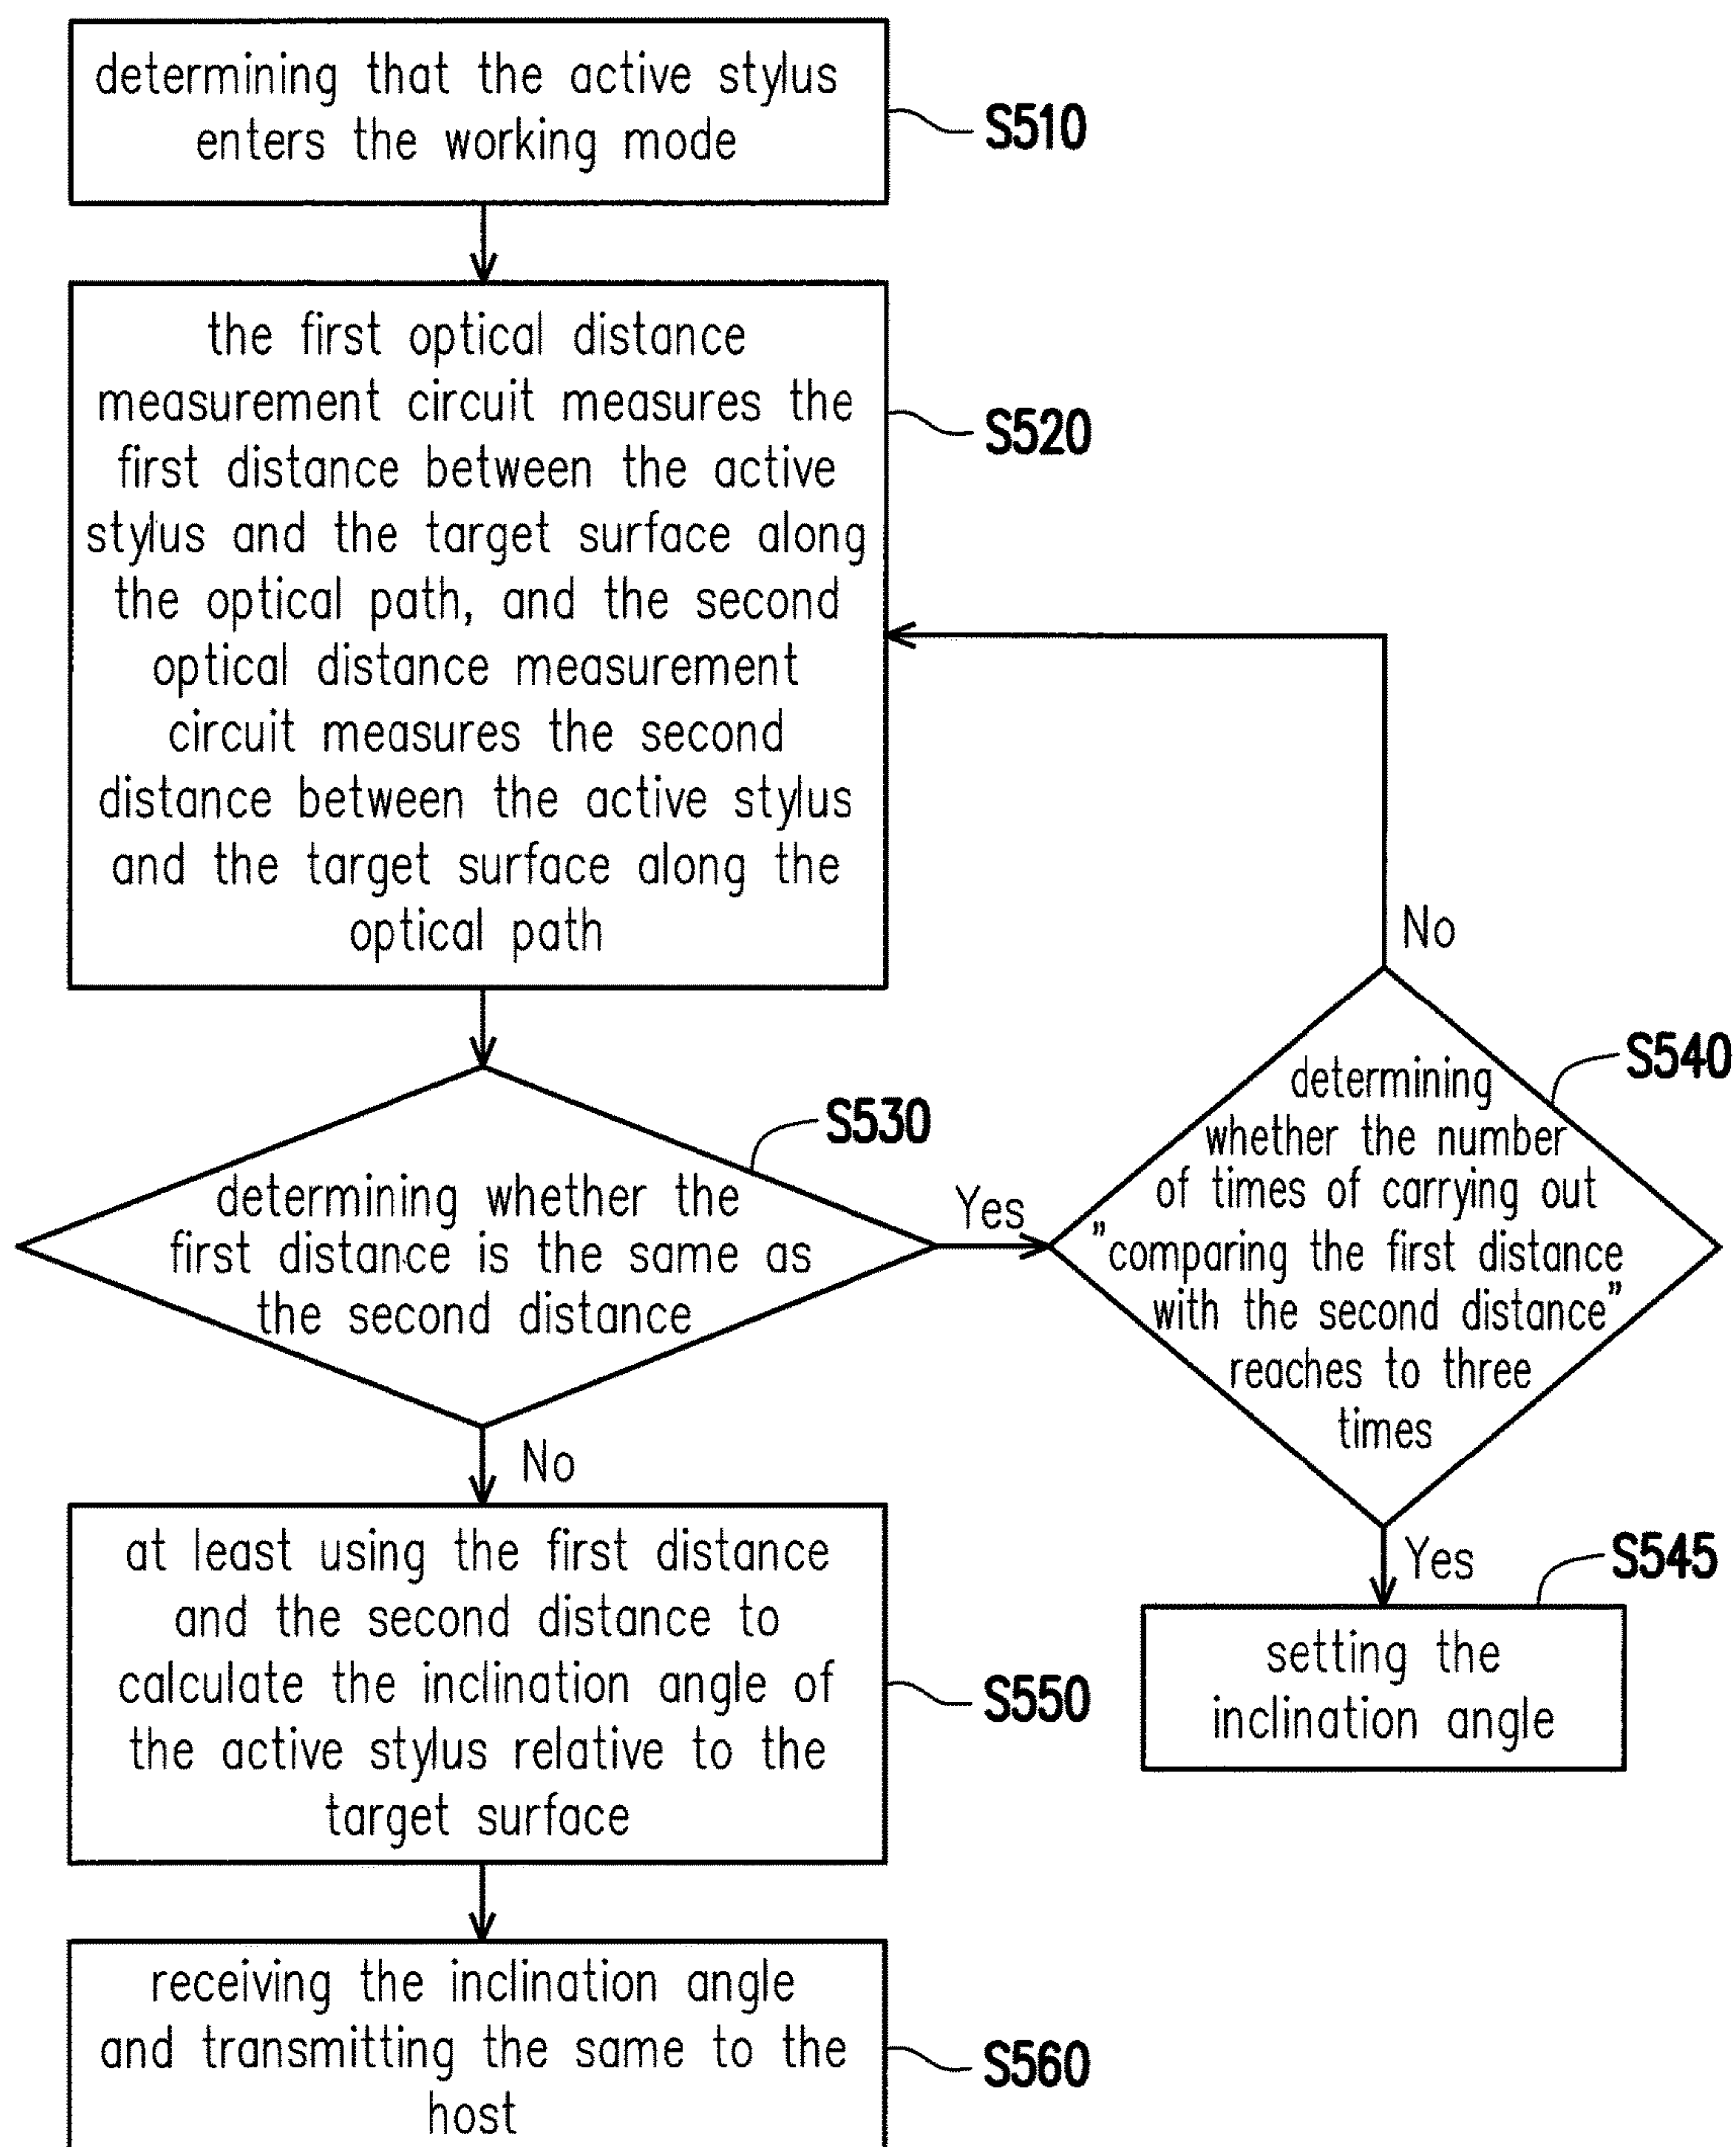 determining that the active stylus
enters the working mode
S510
the first optical distance
measurement circuit measures the
first distance between the active
stylus and the target surface along
the optical path, and the second
optical distance measurement
circuit measures the second
distance between the active stylus
and the target surface along the
optical path
S520
determining whether the
first distance is the same as
the second distance
S530
Yes
No
determining
whether the number
of times of carrying out
"comparing the first distance
with the second distance"
reaches to three
times
S540
No
Yes
setting the
inclination angle
S545
at least using the first distance
and the second distance to
calculate the inclination angle of
the active stylus relative to the
target surface
S550
receiving the inclination angle
and transmitting the same to the
host
S560